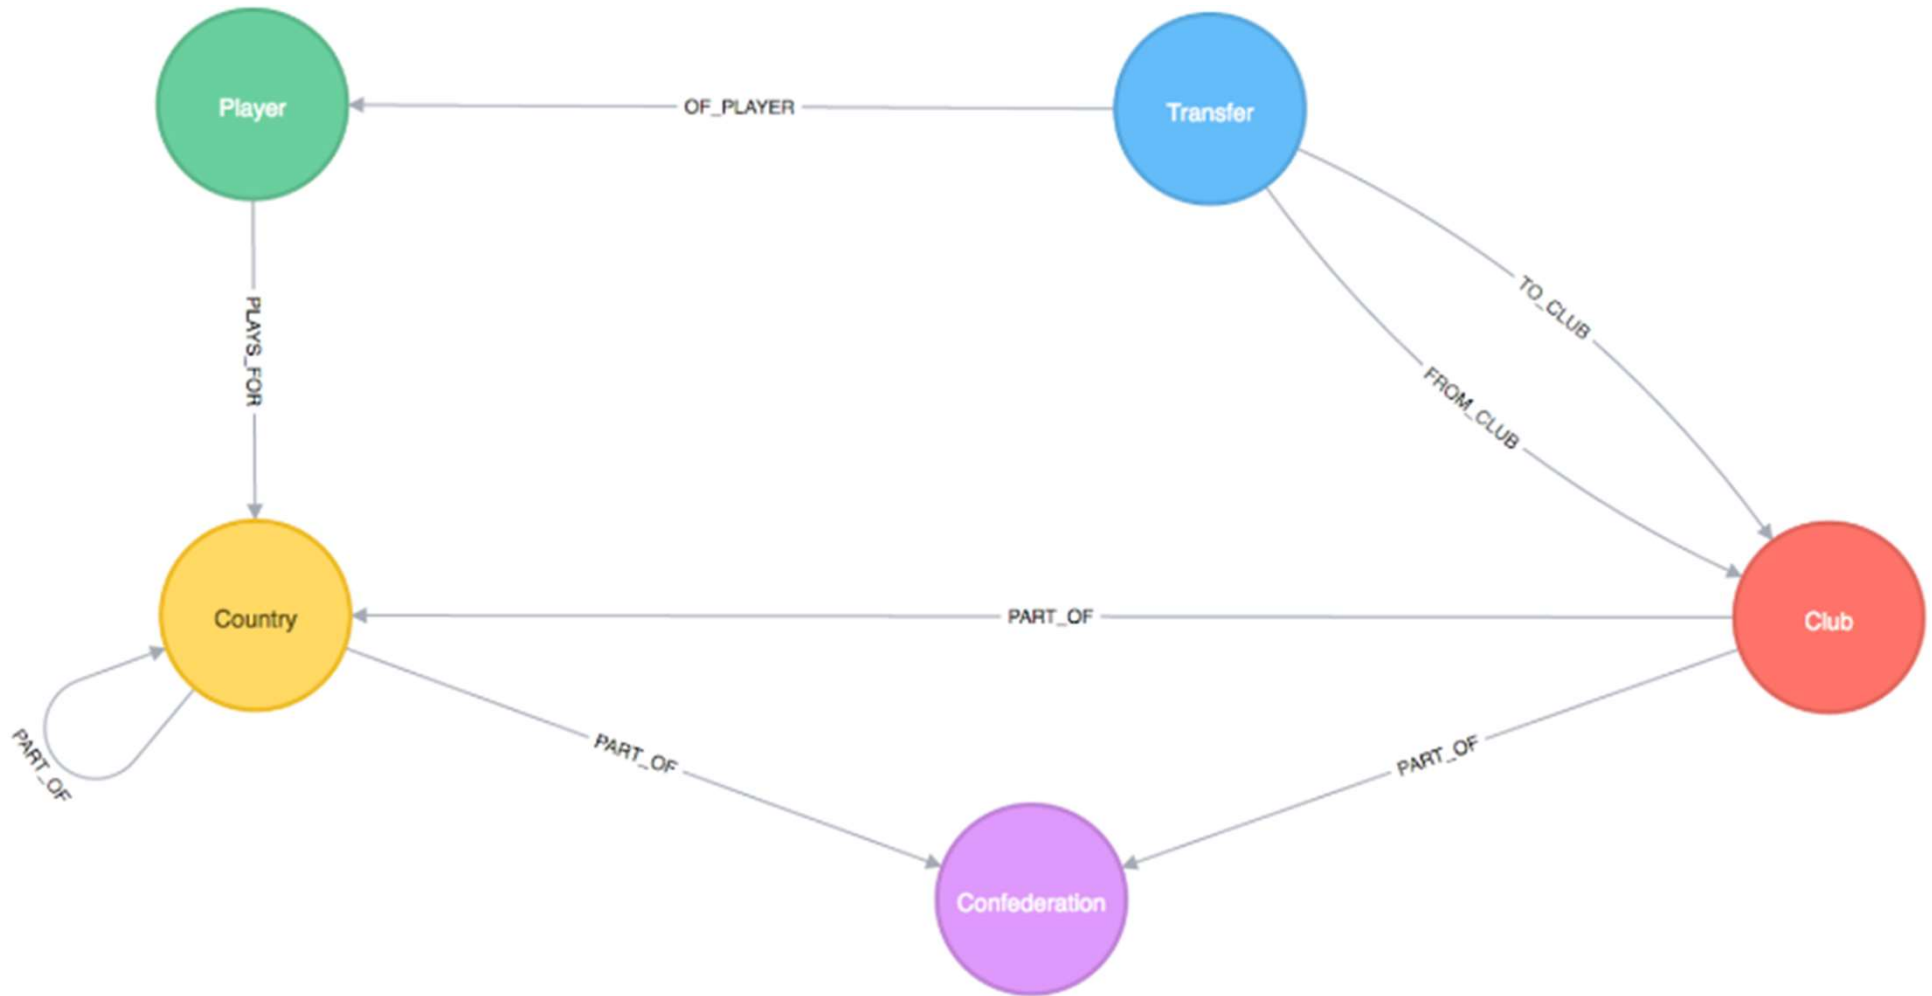 Player
OF_PLAYER
Transfer
PLAYS_FOR
TO_CLUB
FROM_CLUB
Country
PART_OF
Club
PART_OF
PART_OF
PART_OF
Confederation